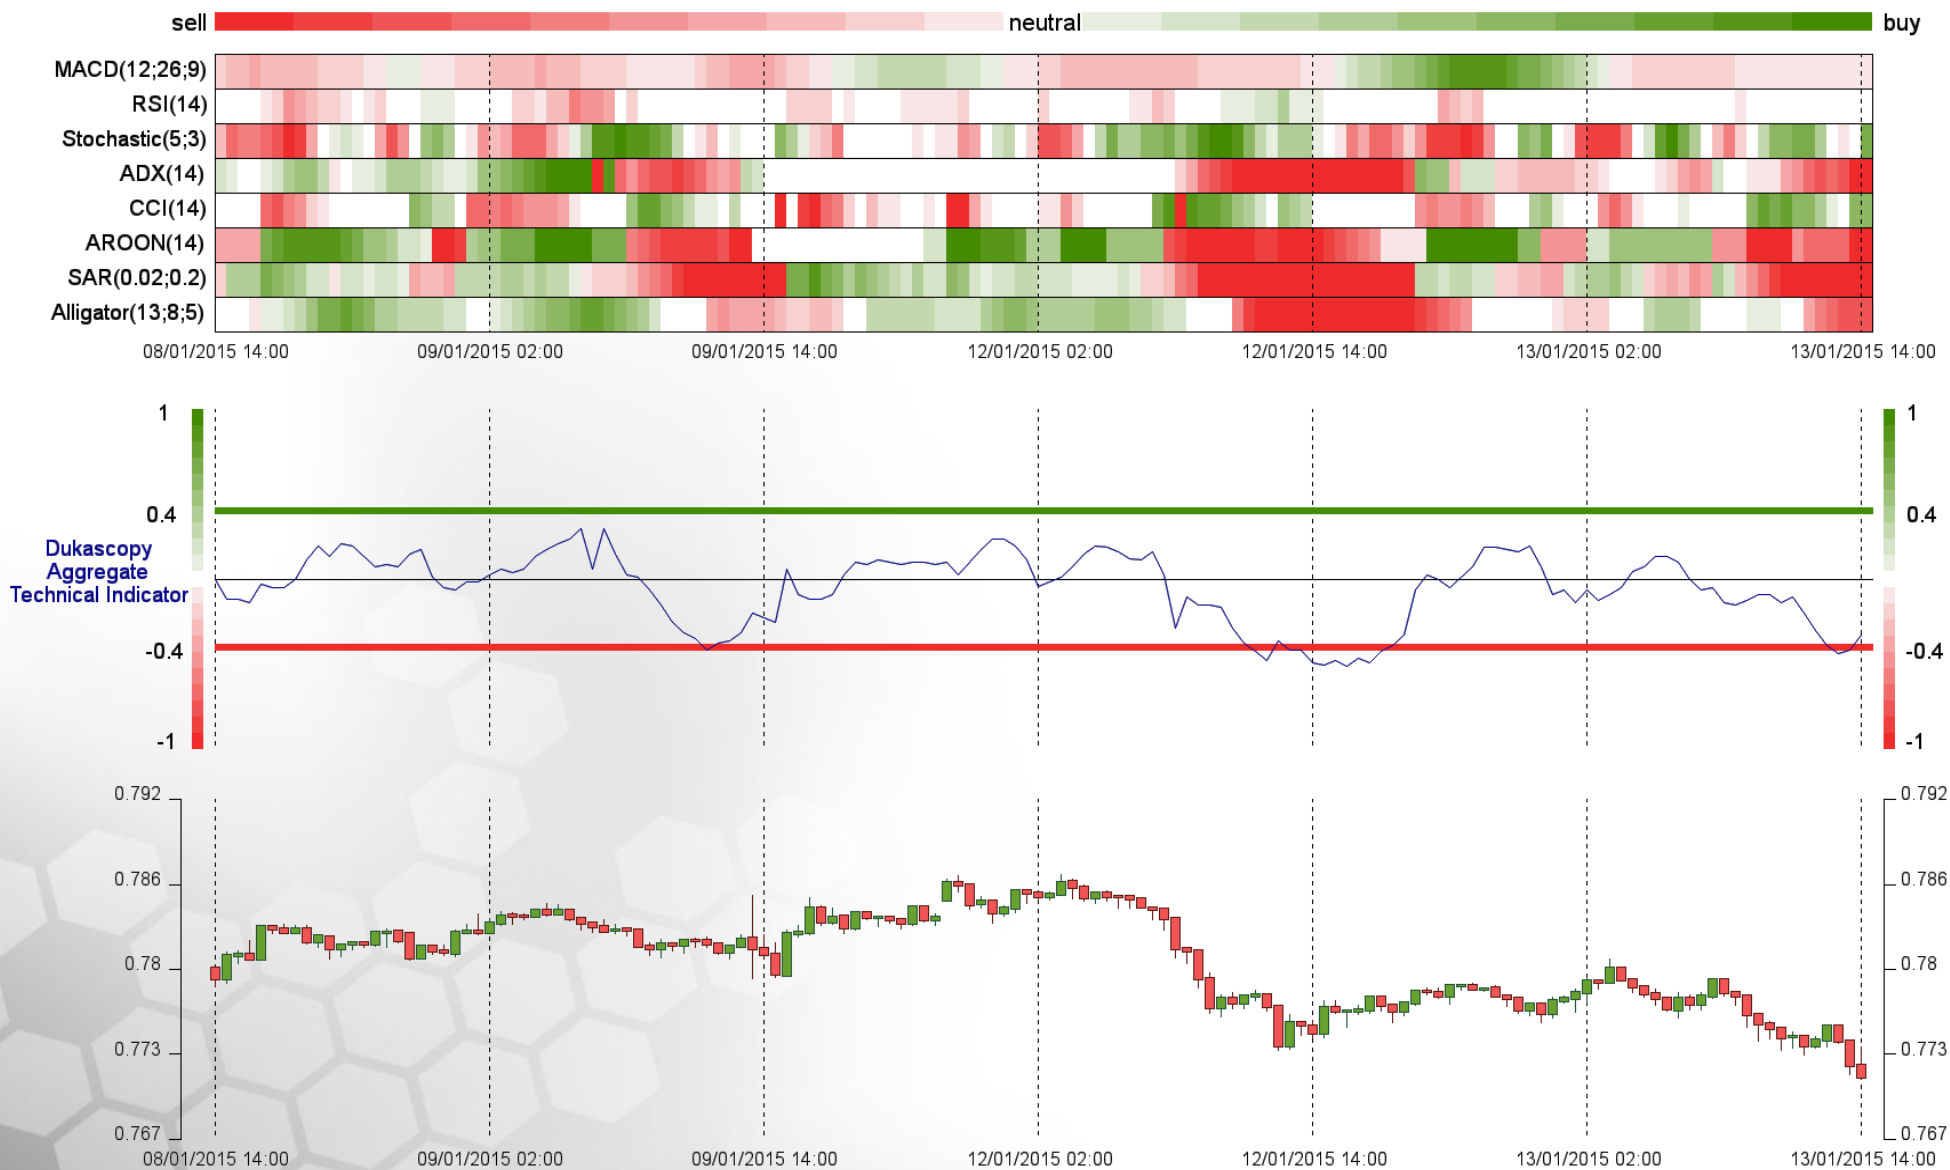 sell neutral buy
MACD(12;26;9)
RSI(14)
Stochastic(5;3)
ADX(14)
CCI(14)
AROON(14)
SAR(0.02;0.2)
Alligator(13;8;5)
08/01/2015 14:00 09/01/2015 02:00 09/01/2015 14:00 12/01/2015 02:00 12/01/2015 14:00 13/01/2015 02:00 13/01/2015 14:00
1 1
0.4 0.4
Dukascopy
Aggregate
Technical Indicator
-0.4 -0.4
-1 -1
0.792 0.792
0.786 0.786
0.78 0.78
0.773 0.773
0.767 0.767
08/01/2015 14:00 09/01/2015 02:00 09/01/2015 14:00 12/01/2015 02:00 12/01/2015 14:00 13/01/2015 02:00 13/01/2015 14:00